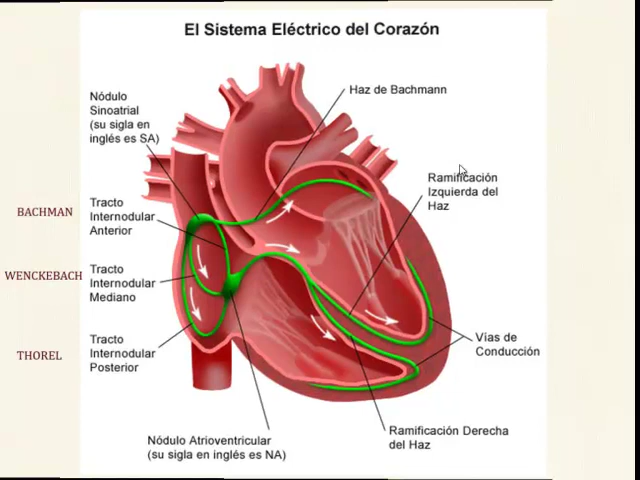 El Sistema Eléctrico del Corazón
Haz de Bachmann
Nódulo
Sinoatrial
(su sigla en
inglés es SA)
Ramificación
Izquierda del
Haz
BACHMAN
Tracto
Internodular
Anterior
WENCKEBACH
Tracto
Internodular
Mediano
THOREL
Tracto
Internodular
Posterior
Vías de
Conducción
Nódulo Atrioventricular
(su sigla en inglés es NA)
Ramificación Derecha
del Haz